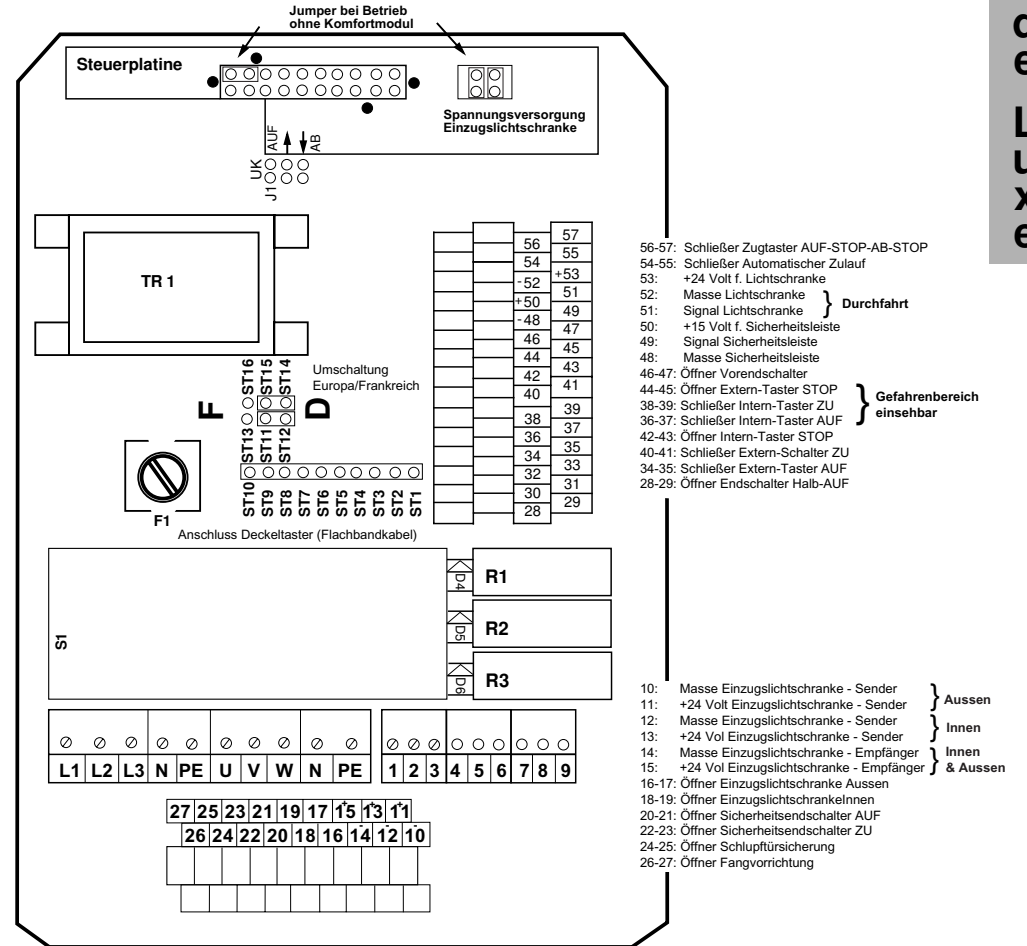 Jumper bei Betrieb
ohne Komfortmodul
Steuerplatine
Spannungsversorgung
Einzugslichtschranke
AUF
AB
UK
J1
TR 1
57
56
55
54
+53
-52
51
+50
49
-48
47
46
45
44
43
42
41
40
39
38
37
36
35
34
33
32
31
30
29
28
ST16
ST15
ST14
Umschaltung
Europa/Frankreich
F
D
ST13
ST11
ST12
ST10
ST9
ST8
ST7
ST6
ST5
ST4
ST3
ST2
ST1
F1
Anschluss Deckeltaster (Flachbandkabel)
S1
D4
R1
D5
R2
D6
R3
L1 L2 L3 N PE U V W N PE 1 2 3 4 5 6 7 8 9
27 25 23 21 19 17 +15 +13 +11
26 24 22 20 18 16 -14 -12 -10
56-57: Schließer Zugtaster AUF-STOP-AB-STOP
54-55: Schließer Automatischer Zulauf
53: +24 Volt f. Lichtschranke
52: Masse Lichtschranke
51: Signal Lichtschranke
} Durchfahrt
50: +15 Volt f. Sicherheitsleiste
49: Signal Sicherheitsleiste
48: Masse Sicherheitsleiste
46-47: Öffner Vorendschalter
44-45: Öffner Extern-Taster STOP
38-39: Schließer Intern-Taster ZU
36-37: Schließer Intern-Taster AUF
} Gefahrenbereich
einsehbar
42-43: Öffner Intern-Taster STOP
40-41: Schließer Extern-Schalter ZU
34-35: Schließer Extern-Taster AUF
28-29: Öffner Endschalter Halb-AUF
10: Masse Einzugslichtschranke - Sender
11: +24 Volt Einzugslichtschranke - Sender
} Aussen
12: Masse Einzugslichtschranke - Sender
13: +24 Vol Einzugslichtschranke - Sender
} Innen
14: Masse Einzugslichtschranke - Empfänger
15: +24 Vol Einzugslichtschranke - Empfänger
} Innen
& Aussen
16-17: Öffner Einzugslichtschranke Aussen
18-19: Öffner EinzugslichtschrankeInnen
20-21: Öffner Sicherheitsendschalter AUF
22-23: Öffner Sicherheitsendschalter ZU
24-25: Öffner Schlupftürsicherung
26-27: Öffner Fangvorrichtung
e
L
u
x
e